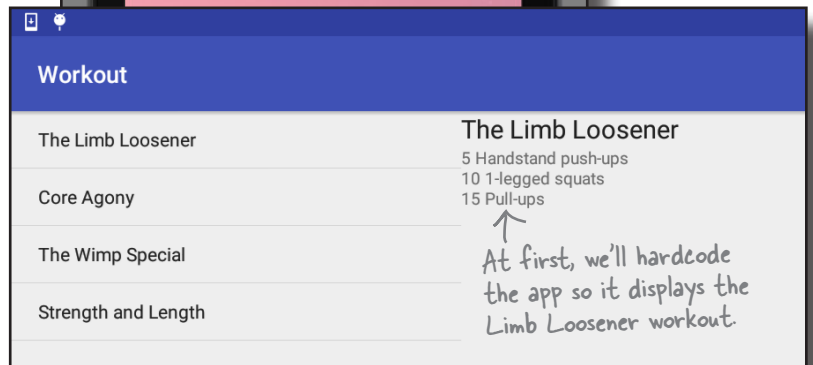 Workout
The Limb Loosener
Core Agony
The Wimp Special
Strength and Length
The Limb Loosener
5 Handstand push-ups
10 1-legged squats
15 Pull-ups
At first, we'll hardcode
the app so it displays the
Limb Loosener workout.